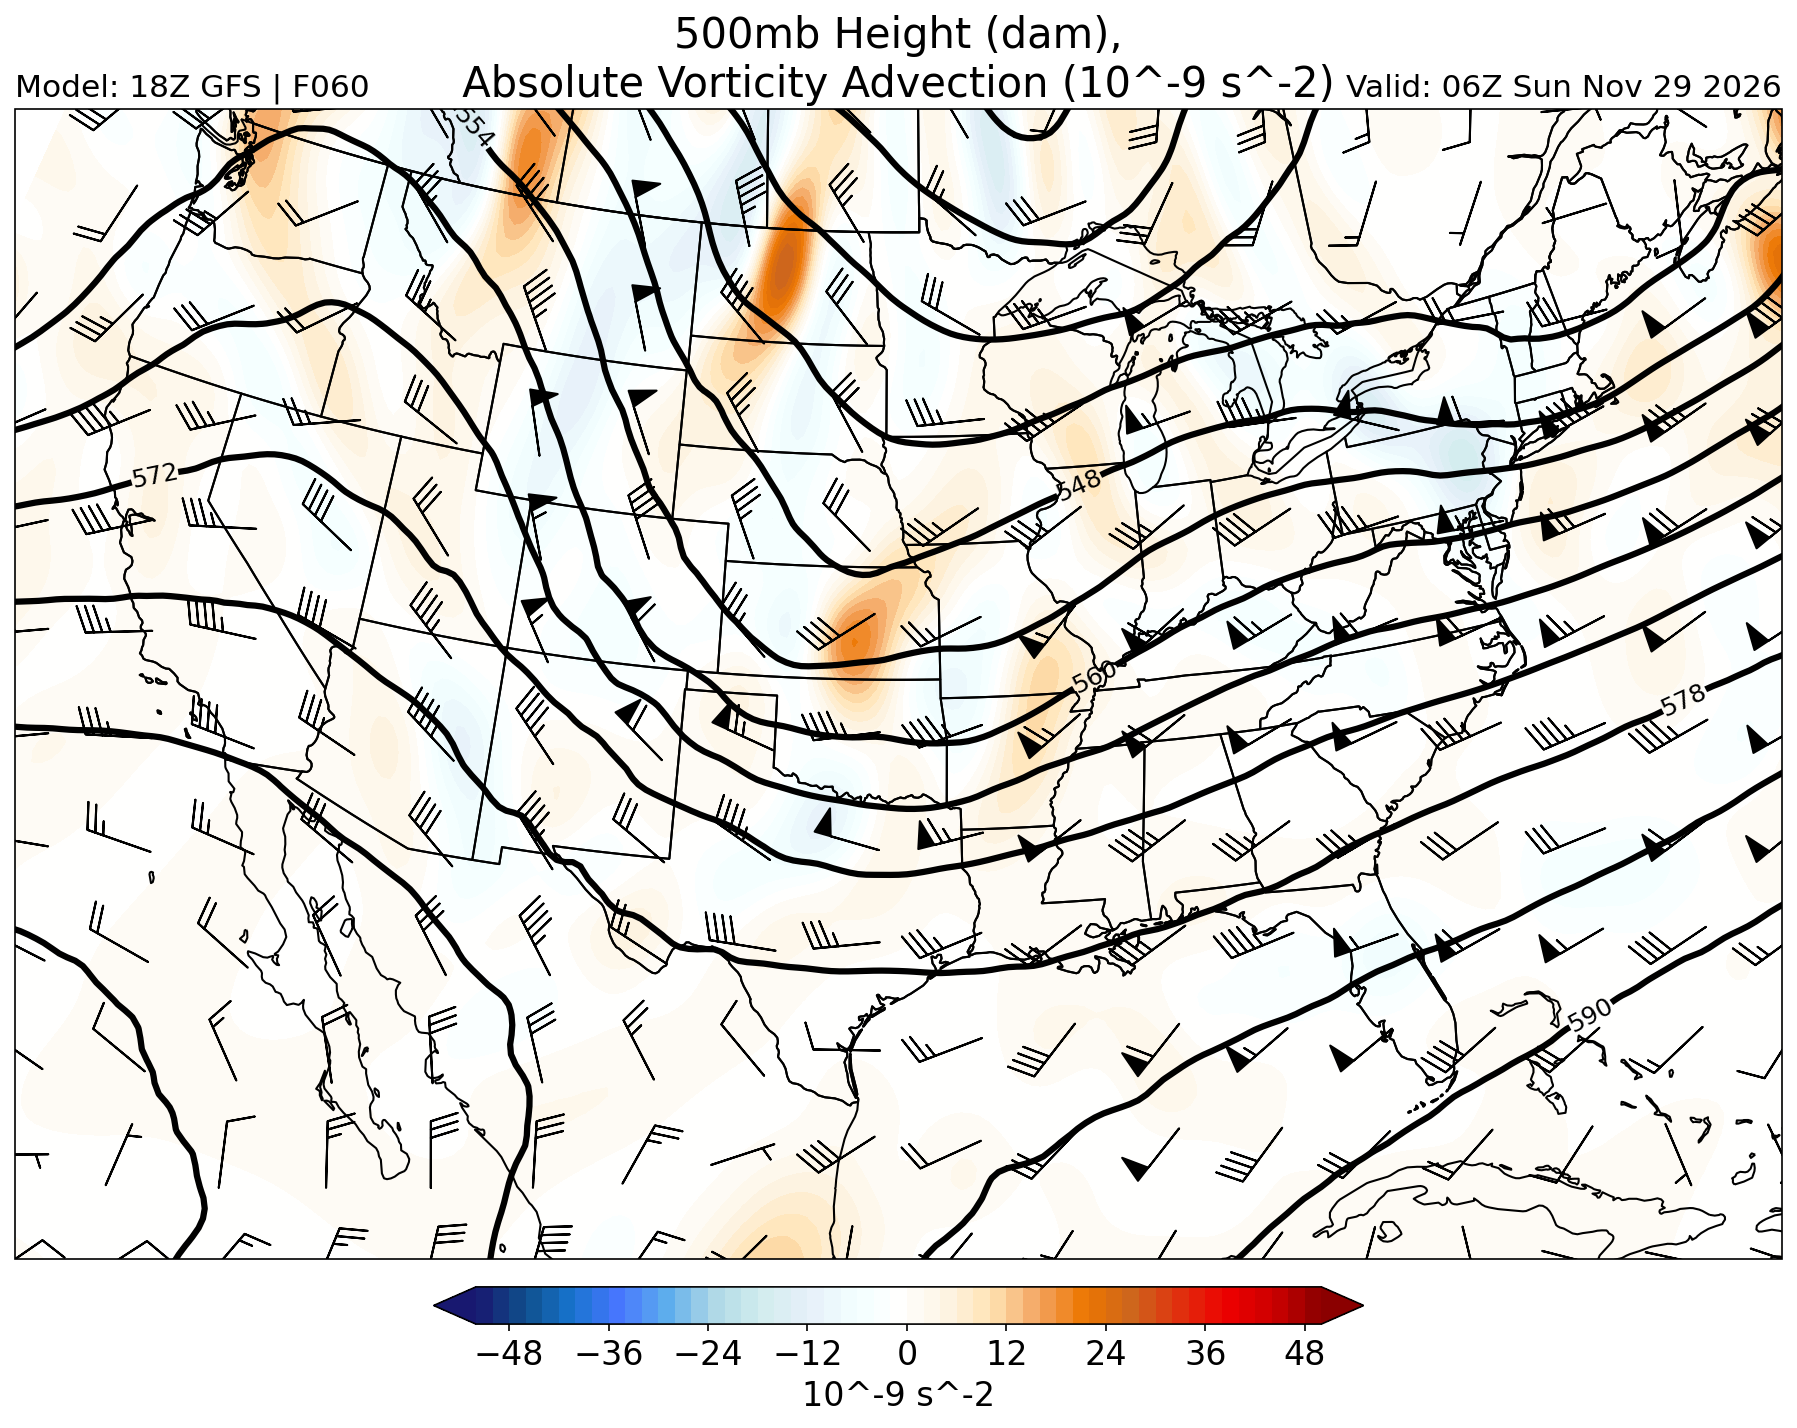 500mb Height (dam),
Model: 18Z GFS | F060
Absolute Vorticity Advection (10^-9 s^-2)
Valid: 06Z Sun Nov 29 2026
554
572
548
560
578
590
−48 −36 −24 −12 0 12 24 36 48
10^-9 s^-2